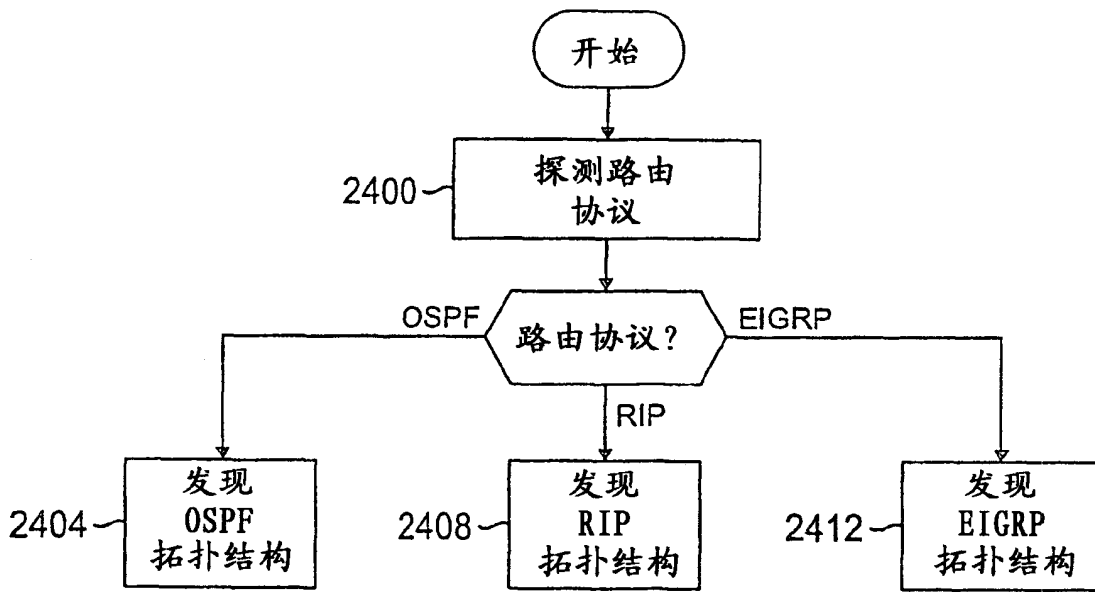 开始
2400
探测路由
协议
OSPF
路由协议?
EIGRP
RIP
2404
发现
OSPF
拓扑结构
2408
发现
RIP
拓扑结构
2412
发现
EIGRP
拓扑结构